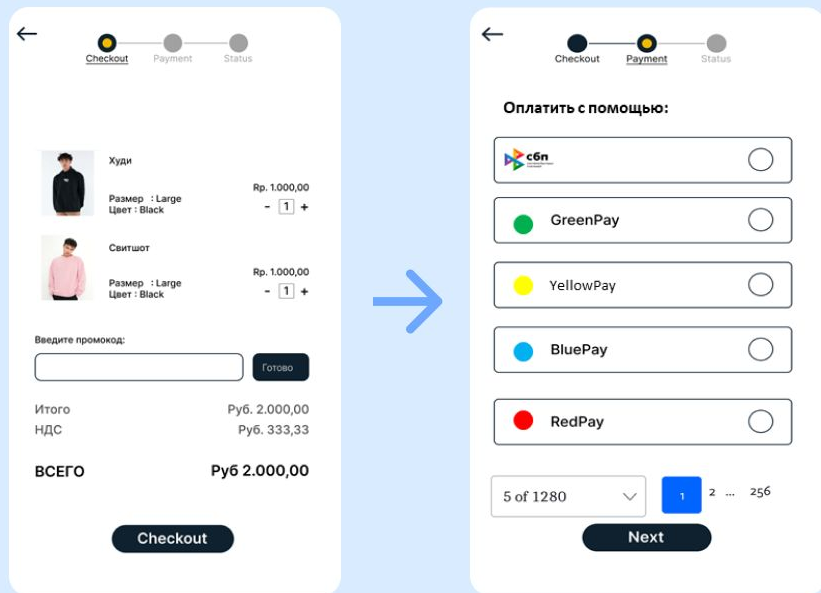 Checkout
Payment
Status
Худи
Rp. 1.000,00
Размер : Large
Цвет : Black
- 1 +
Свитшот
Rp. 1.000,00
Размер : Large
Цвет : Black
- 1 +
Введите промокод:
Готово
Итого Руб. 2.000,00
НДС Руб. 333,33
ВСЕГО Руб 2.000,00
Checkout
Checkout
Payment
Status
Оплатить с помощью:
сбп
GreenPay
YellowPay
BluePay
RedPay
5 of 1280
1 2 ... 256
Next